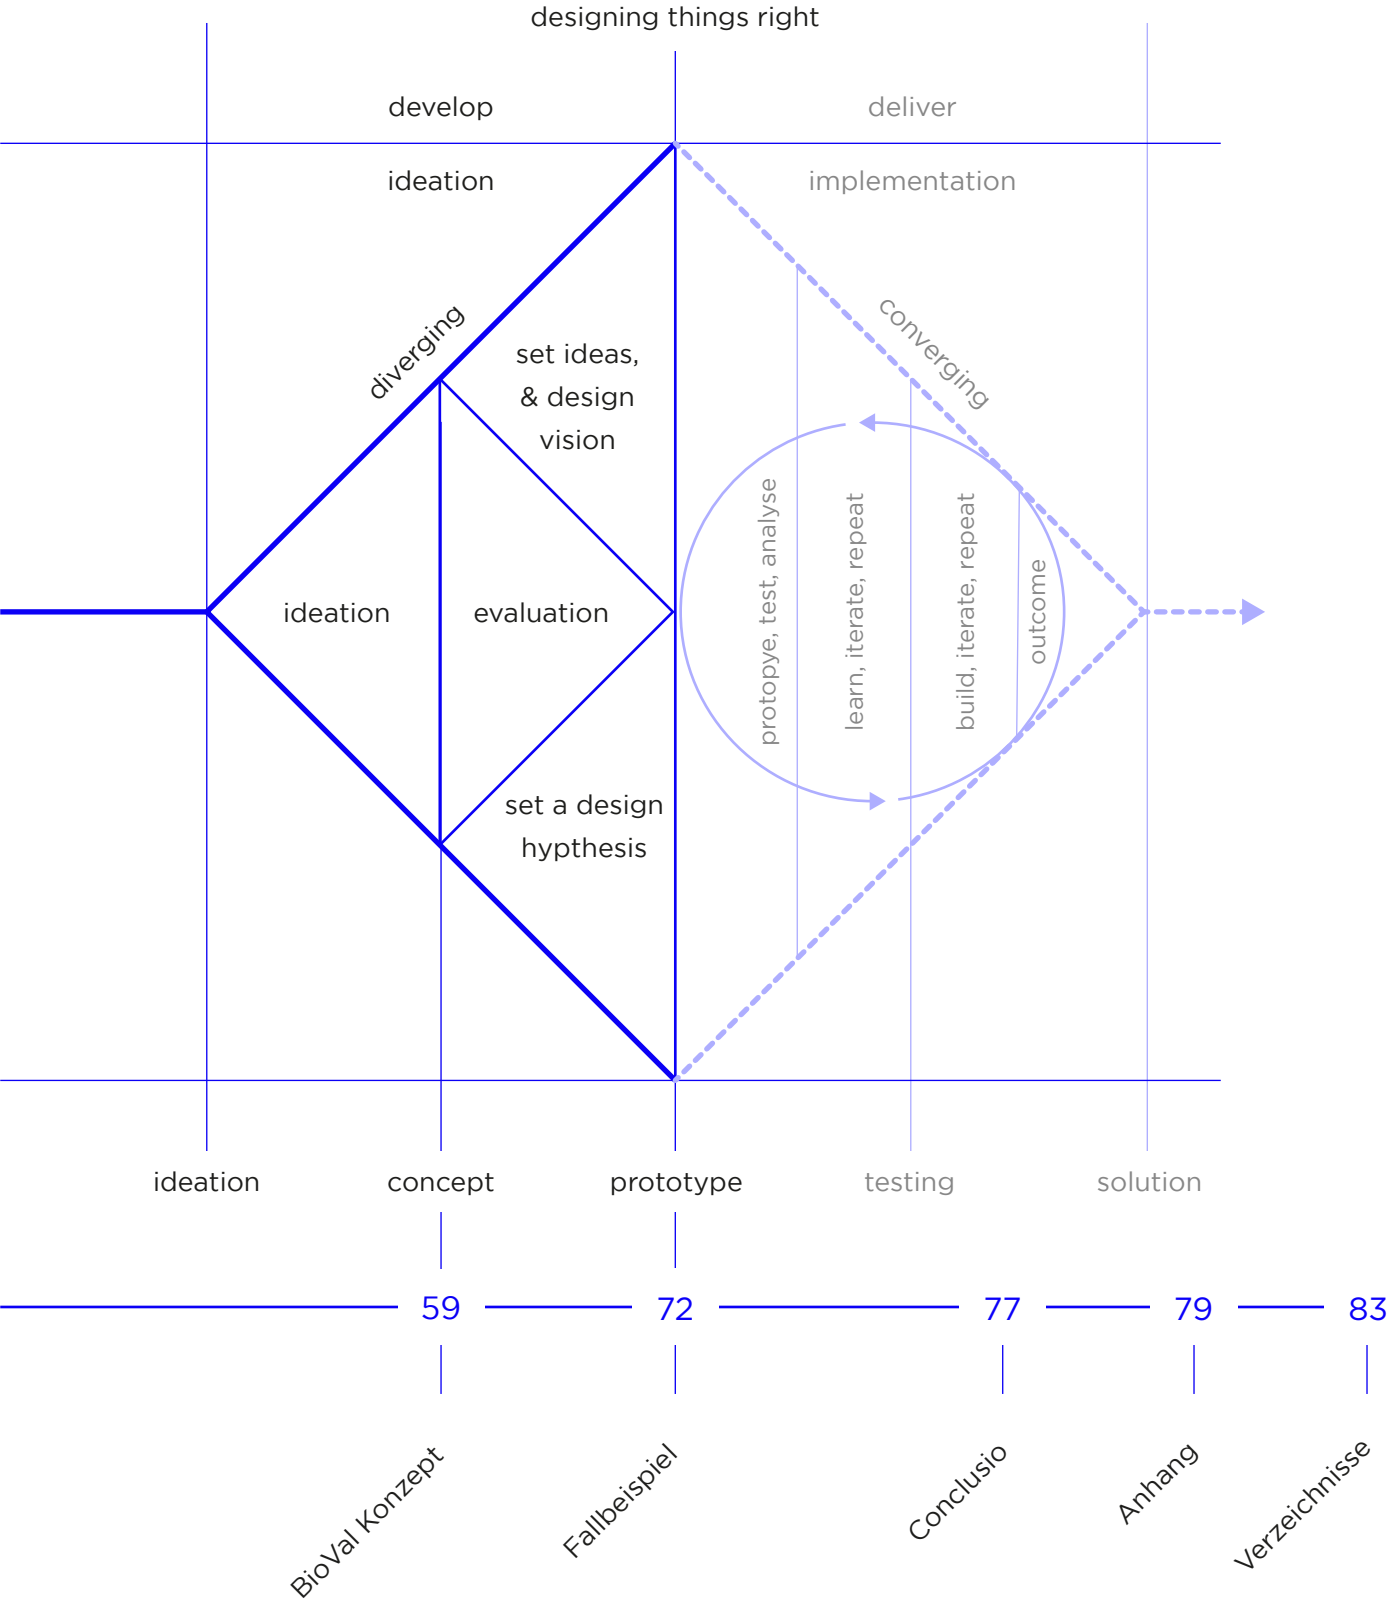 designing things right
develop
deliver
ideation
implementation
diverging
converging
set ideas,
& design
vision
ideation
evaluation
protopye, test, analyse
learn, iterate, repeat
build, iterate, repeat
outcome
set a design
hypthesis
ideation
concept
prototype
testing
solution
59
72
77
79
83
BioVal Konzept
Fallbeispiel
Conclusio
Anhang
Verzeichnisse